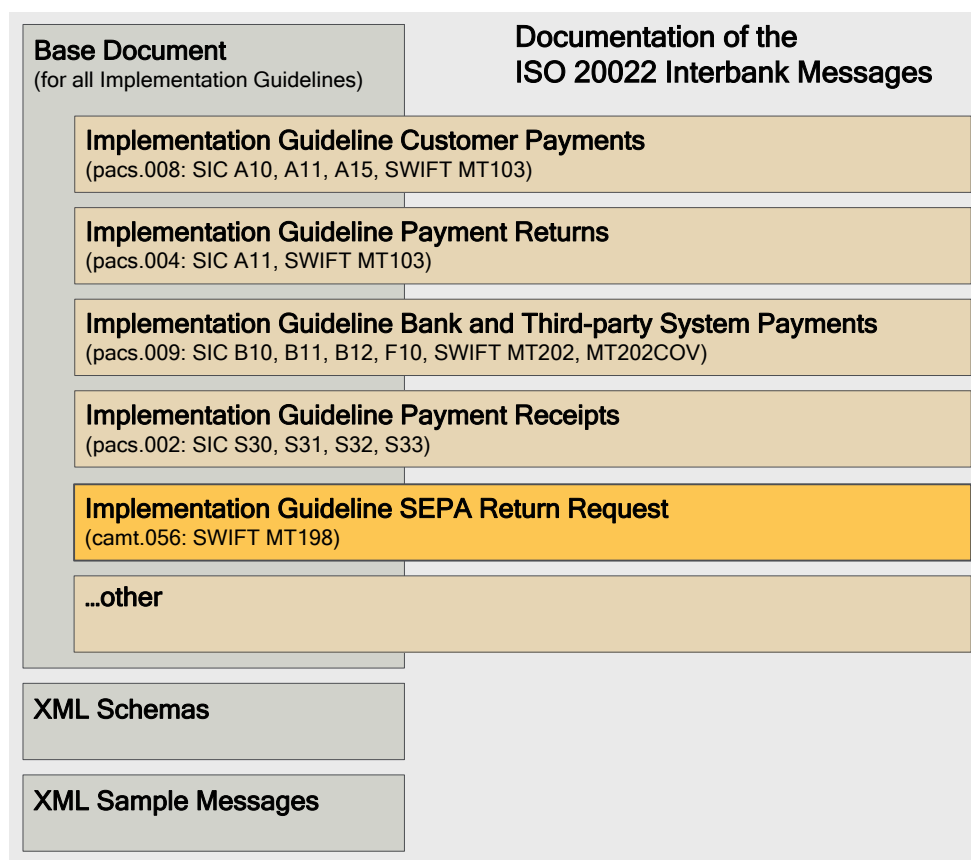 Base Document
(for all Implementation Guidelines)
Documentation of the
ISO 20022 Interbank Messages
Implementation Guideline Customer Payments
(pacs.008: SIC A10, A11, A15, SWIFT MT103)
Implementation Guideline Payment Returns
(pacs.004: SIC A11, SWIFT MT103)
Implementation Guideline Bank and Third-party System Payments
(pacs.009: SIC B10, B11, B12, F10, SWIFT MT202, MT202COV)
Implementation Guideline Payment Receipts
(pacs.002: SIC S30, S31, S32, S33)
Implementation Guideline SEPA Return Request
(camt.056: SWIFT MT198)
...other
XML Schemas
XML Sample Messages